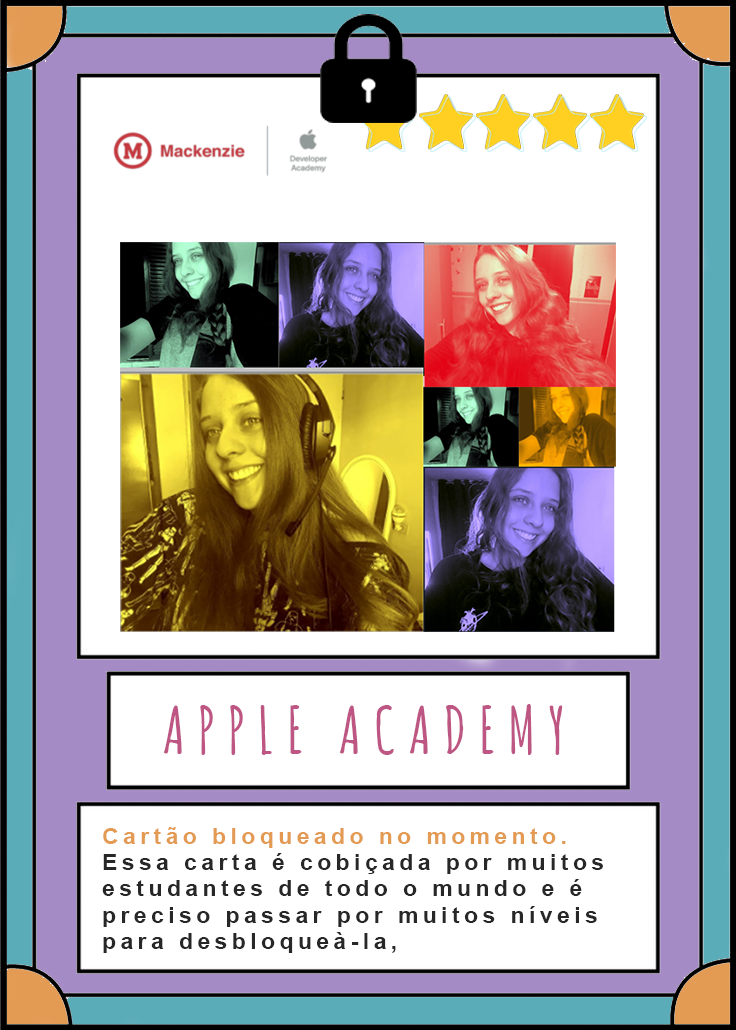 Mackenzie
Developer
Academy
APPLE ACADEMY
Cartão bloqueado no momento.
Essa carta é cobiçada por muitos
estudantes de todo o mundo e é
preciso passar por muitos níveis
para desbloqueà-la,